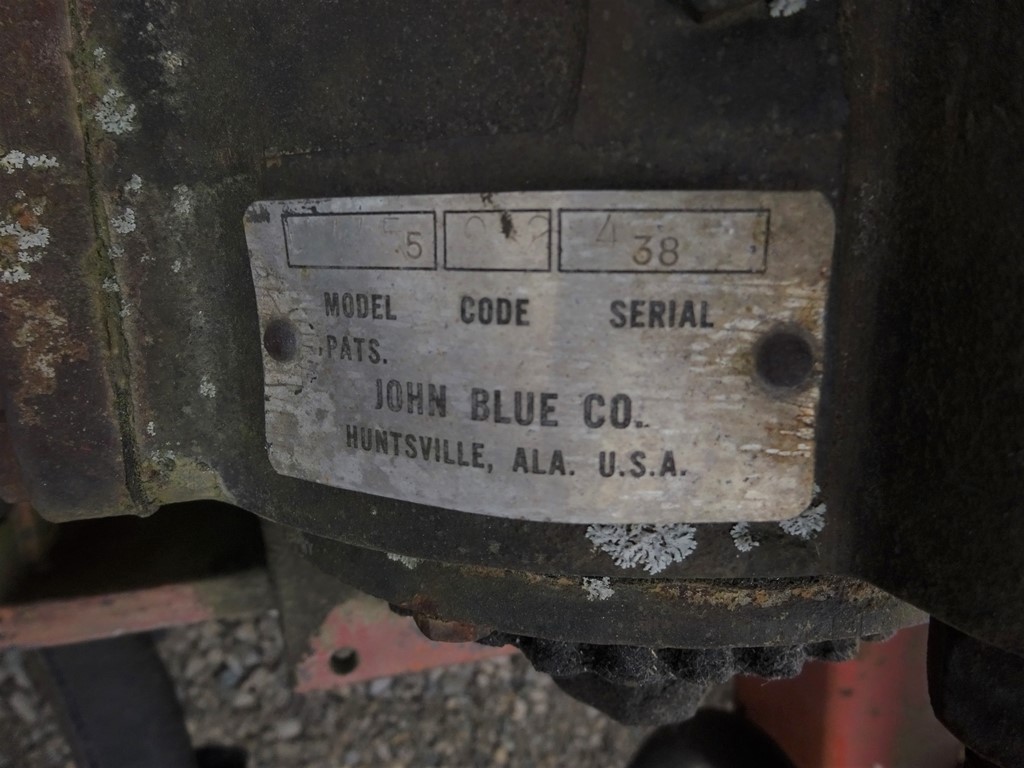 5 38
MODEL CODE SERIAL
PATS.
JOHN BLUE CO.
HUNTSVILLE, ALA. U.S.A.